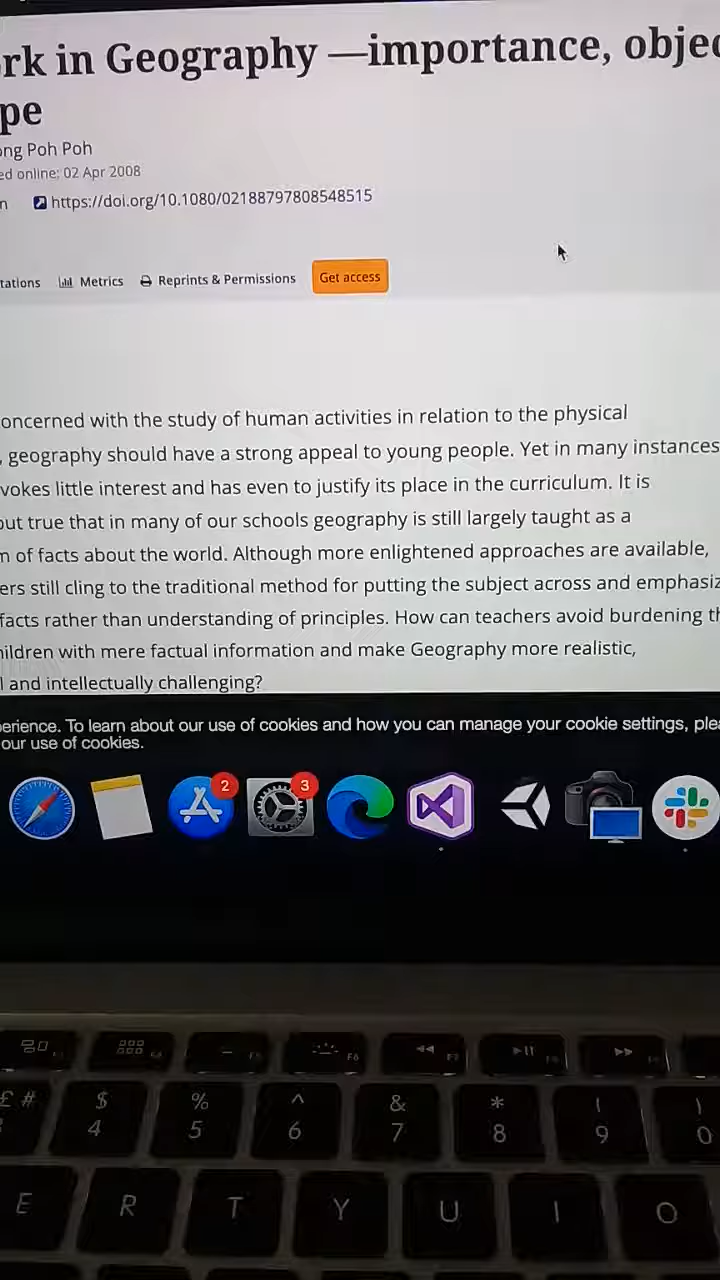 rk in Geography —importance, objec
pe
ong Poh Poh
ed online: 02 Apr 2008
n https://doi.org/10.1080/02188797808548515
tations Metrics Reprints & Permissions Get access
oncerned with the study of human activities in relation to the physical
, geography should have a strong appeal to young people. Yet in many instances
vokes little interest and has even to justify its place in the curriculum. It is
out true that in many of our schools geography is still largely taught as a
n of facts about the world. Although more enlightened approaches are available,
ers still cling to the traditional method for putting the subject across and emphasiz
facts rather than understanding of principles. How can teachers avoid burdening th
hildren with mere factual information and make Geography more realistic,
l and intellectually challenging?
perience. To learn about our use of cookies and how you can manage your cookie settings, plea
our use of cookies.
2 3
F5 F6
£ # $ % ^ & * ( )
4 5 6 7 8 9 0
E R T Y U I O